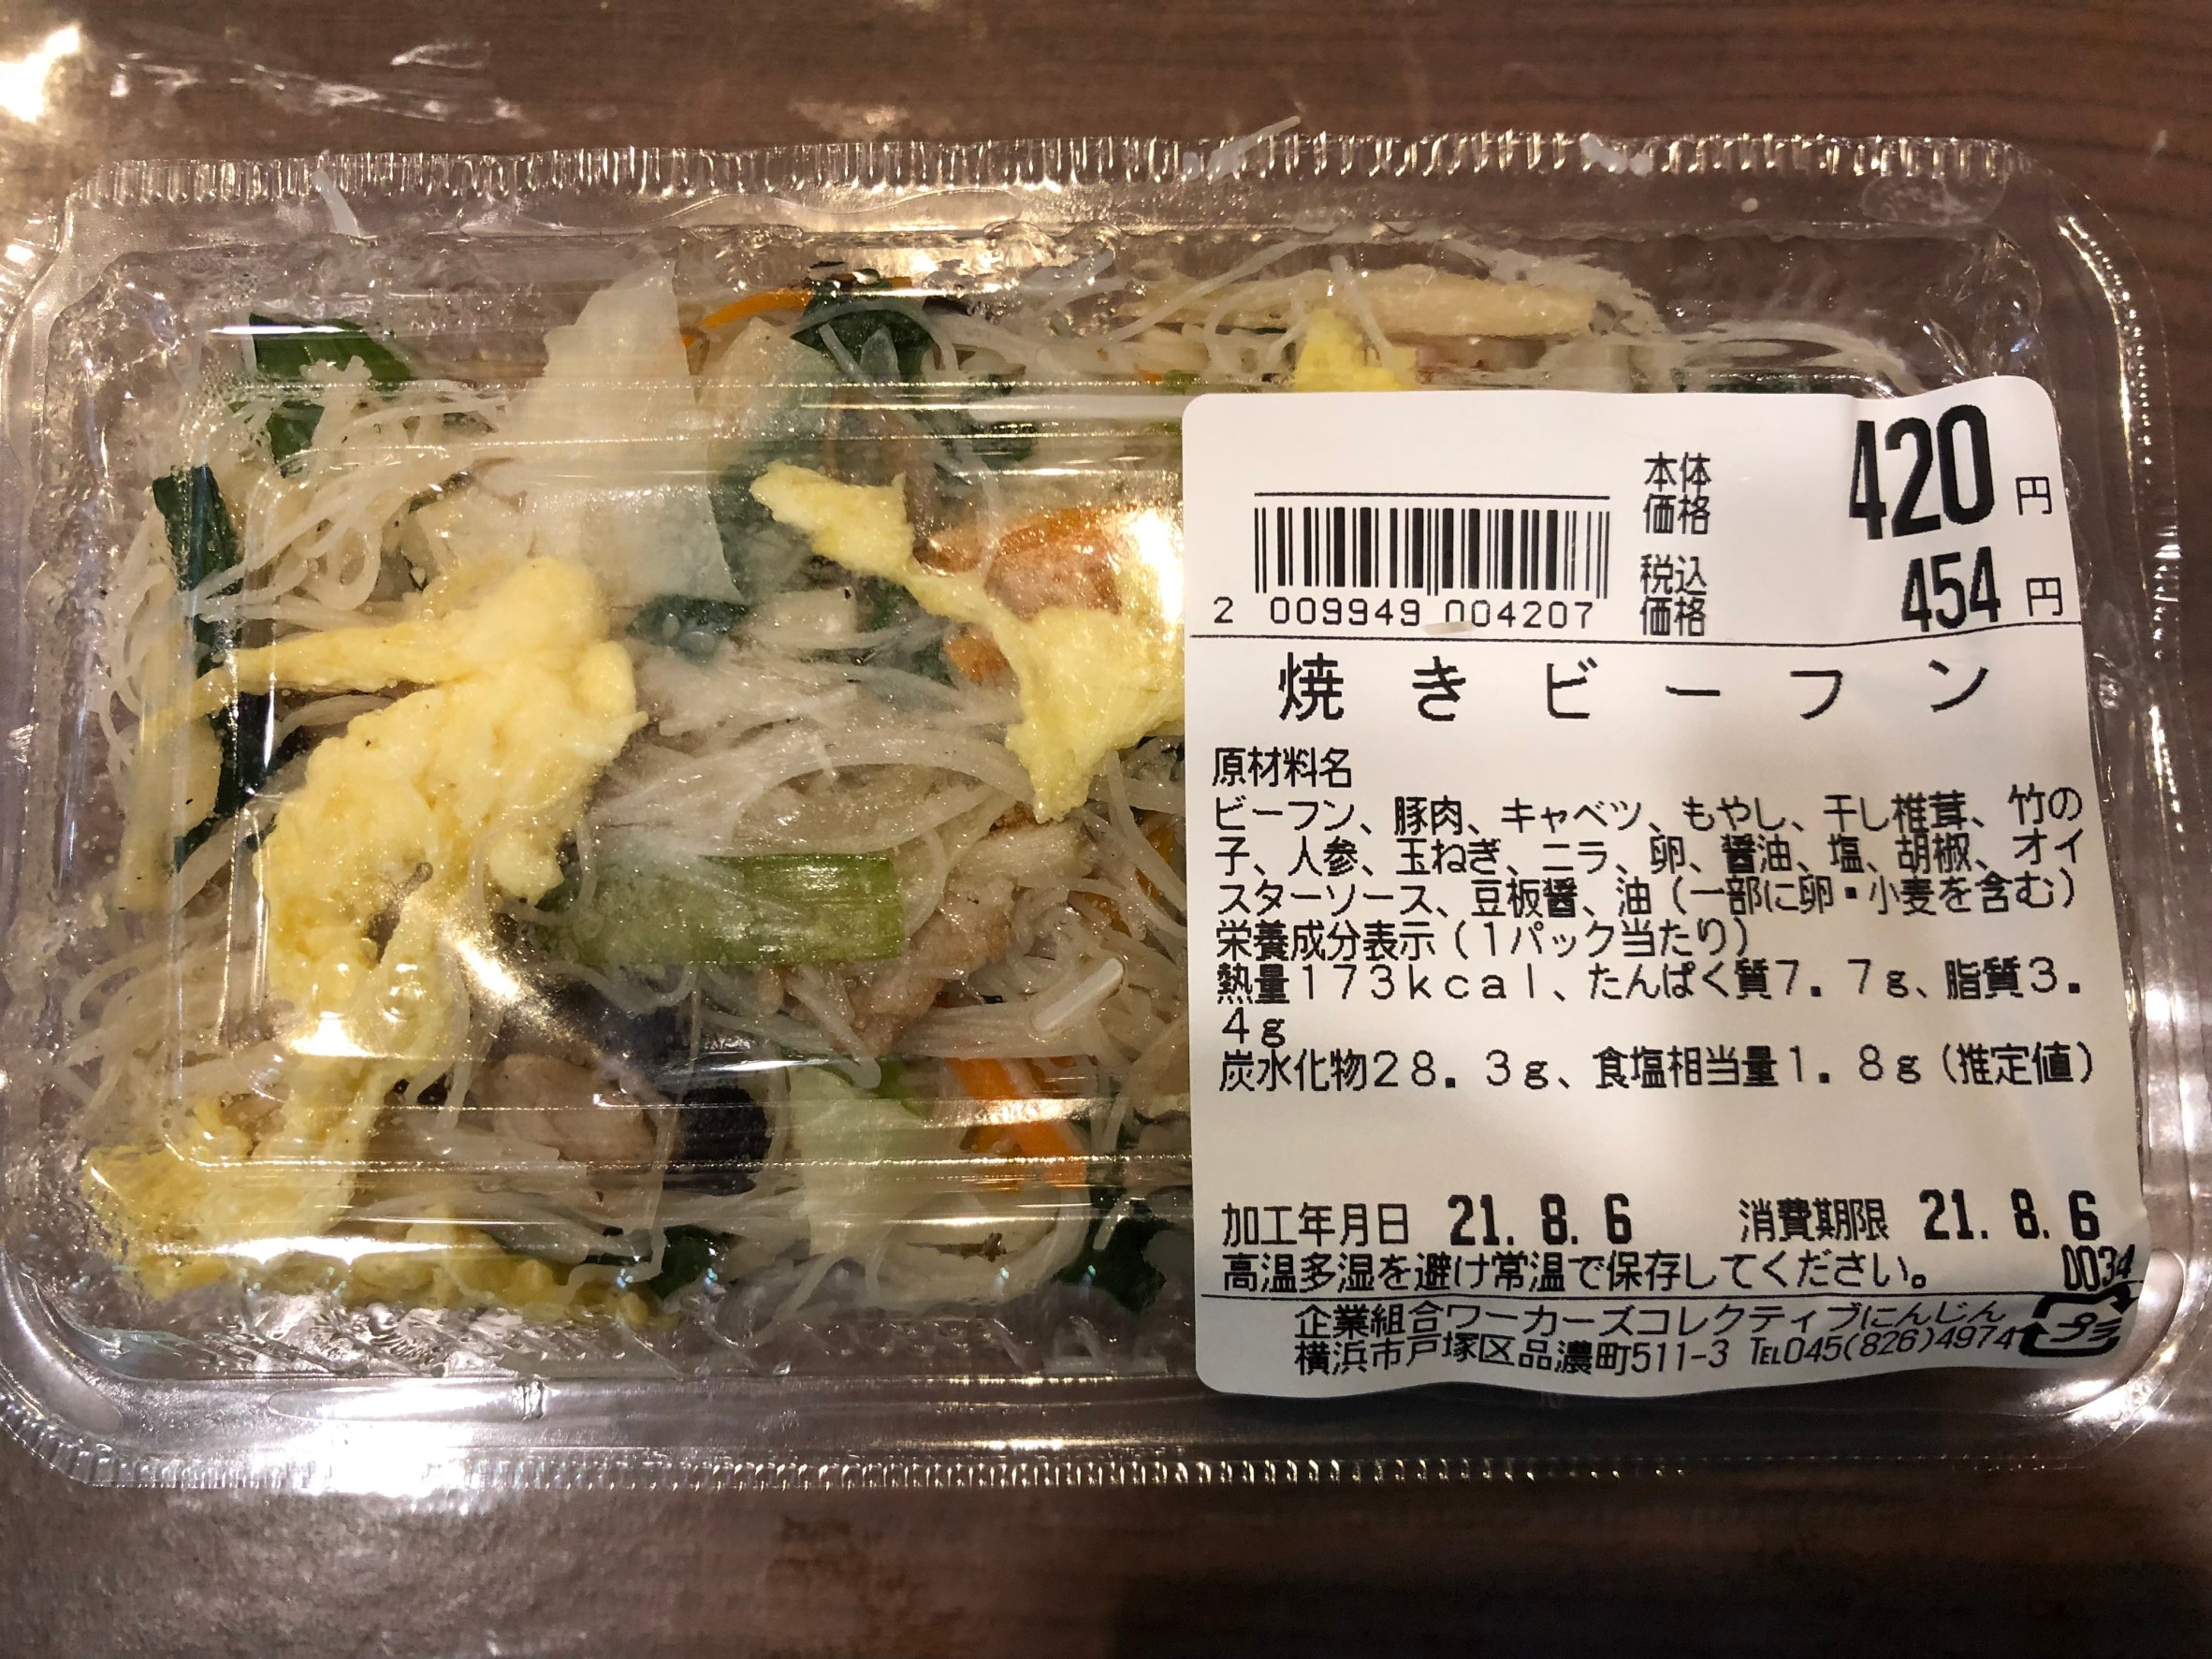 本体価格 420円
税込価格 454円
2 009949 004207
焼きビーフン
原材料名
ビーフン、豚肉、キャベツ、もやし、干し椎茸、竹の
子、人参、玉ねぎ、ニラ、卵、醤油、塩、胡椒、オイ
スターソース、豆板醤、油（一部に卵・小麦を含む）
栄養成分表示（1パック当たり）
熱量173kcal、たんぱく質7.7g、脂質3.
4g
炭水化物28.3g、食塩相当量1.8g（推定値）
加工年月日 21.8.6 消費期限 21.8.6
高温多湿を避け常温で保存してください。 0034
企業組合ワーカーズコレクティブにんじん
横浜市戸塚区品濃町511-3 TEL045(826)4974
プラ